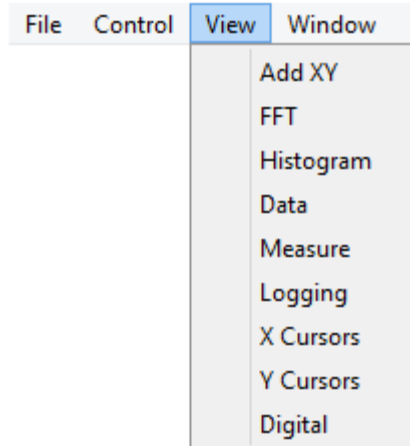 File Control View Window
Add XY
FFT
Histogram
Data
Measure
Logging
X Cursors
Y Cursors
Digital